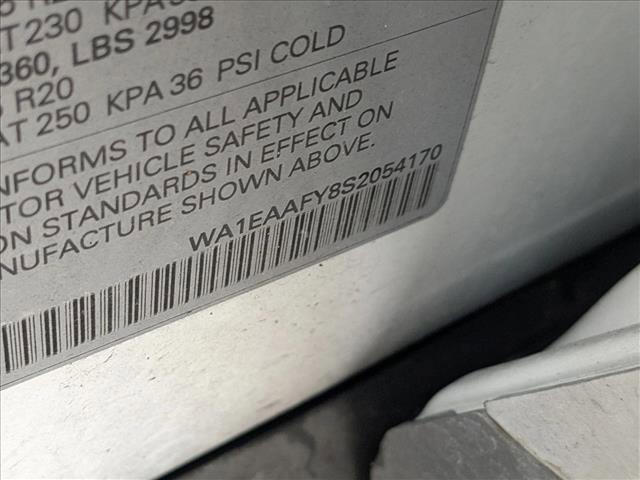 T 230 KPA
360, LBS 2998
R20
AT 250 KPA 36 PSI COLD
NFORMS TO ALL APPLICABLE
TOR VEHICLE SAFETY AND
ON STANDARDS IN EFFECT ON
NUFACTURE SHOWN ABOVE.
WA1EAAFY8S2054170